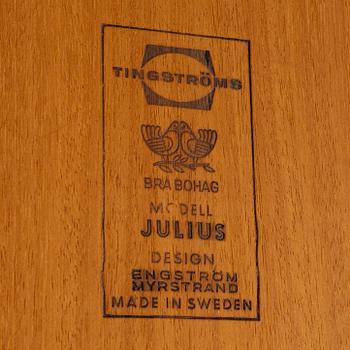 TINGSTRÖMS
BRA BOHAG
MODELL
JULIUS
DESIGN
ENGSTRÖM
MYRSTRAND
MADE IN SWEDEN